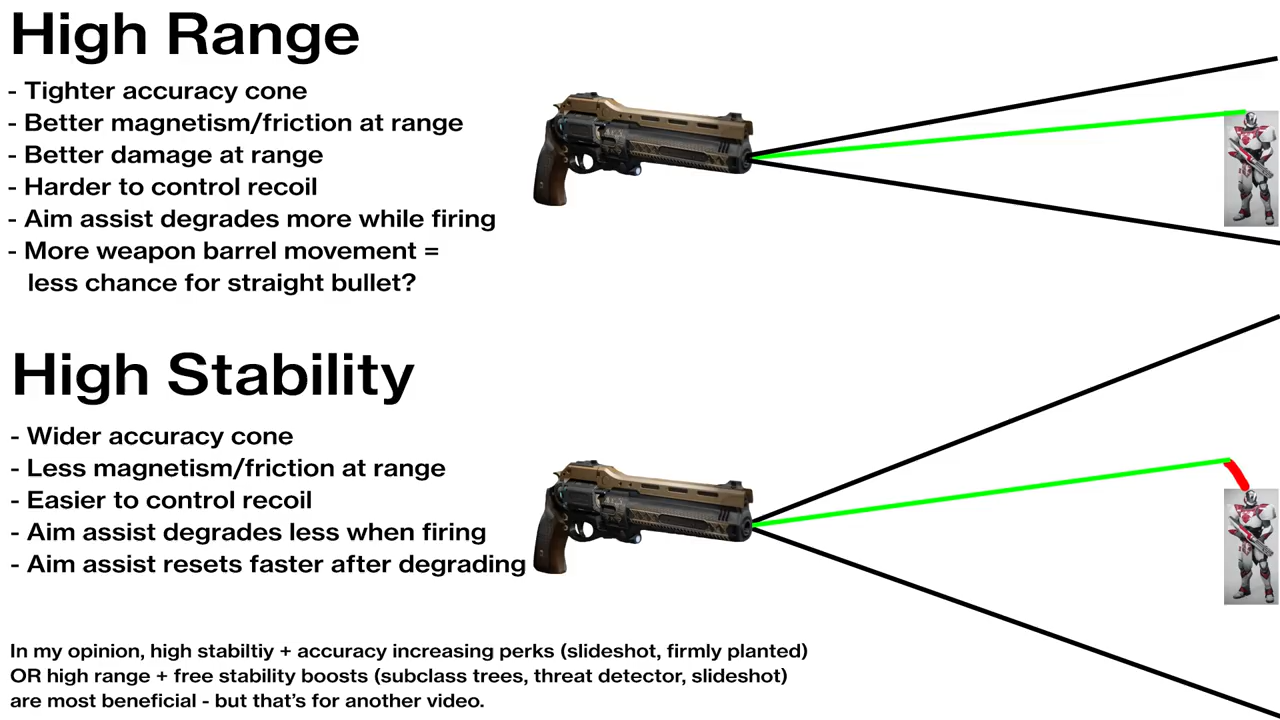 High Range
- Tighter accuracy cone
- Better magnetism/friction at range
- Better damage at range
- Harder to control recoil
- Aim assist degrades more while firing
- More weapon barrel movement =
less chance for straight bullet?
High Stability
- Wider accuracy cone
- Less magnetism/friction at range
- Easier to control recoil
- Aim assist degrades less when firing
- Aim assist resets faster after degrading
In my opinion, high stabiltiy + accuracy increasing perks (slideshot, firmly planted)
OR high range + free stability boosts (subclass trees, threat detector, slideshot)
are most beneficial - but that's for another video.